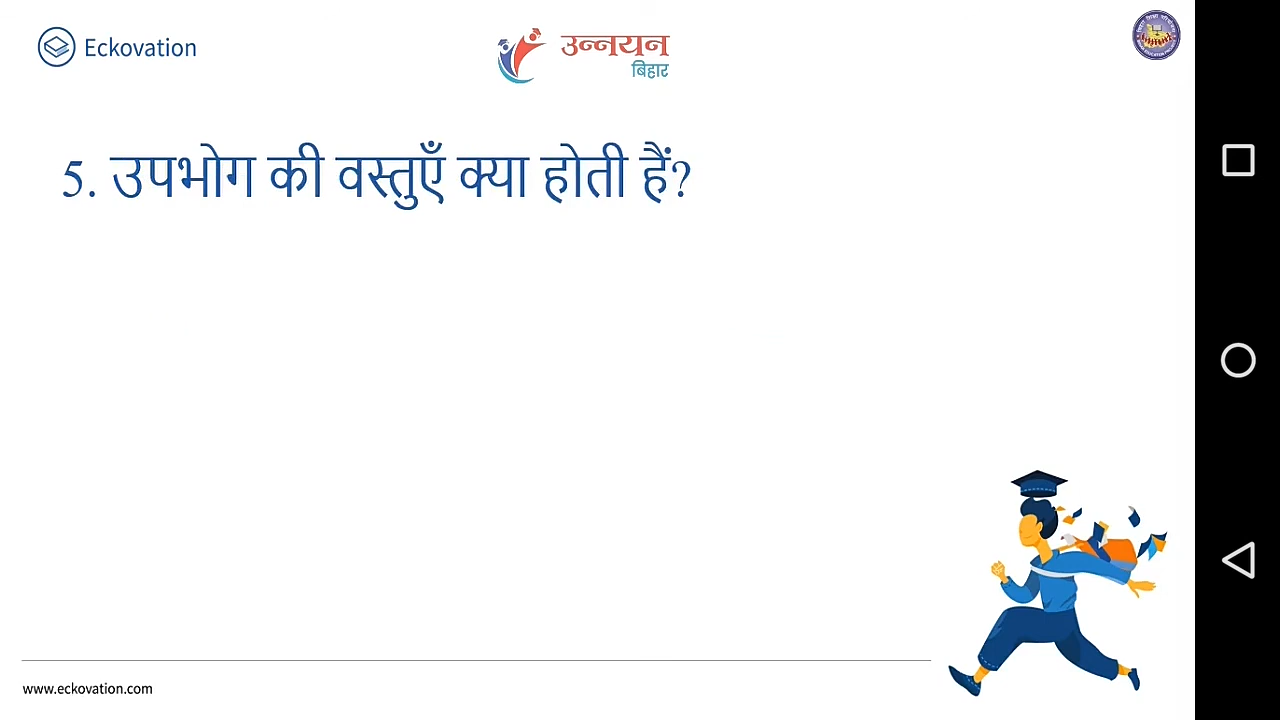 Eckovation
उन्नयन
बिहार
5. उपभोग की वस्तुएँ क्या होती हैं?
www.eckovation.com